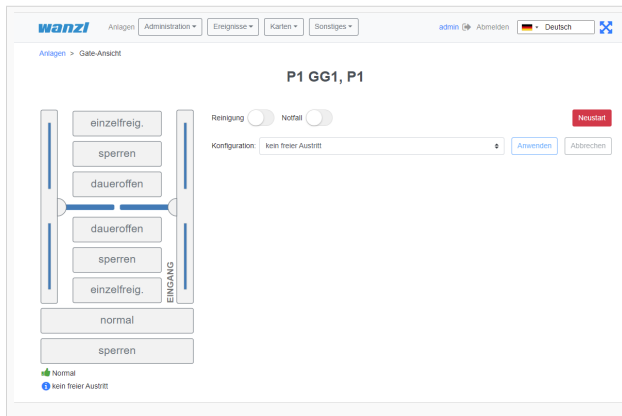 wanzl Anlagen Administration Ereignisse Karten Sonstiges admin Abmelden Deutsch
Anlagen > Gate-Ansicht
P1 GG1, P1
Reinigung Notfall Neustart
Konfiguration: kein freier Austritt Anwenden Abbrechen
einzelfreig.
sperren
daueroffen
daueroffen
sperren
einzelfreig.
EINGANG
normal
sperren
Normal
kein freier Austritt